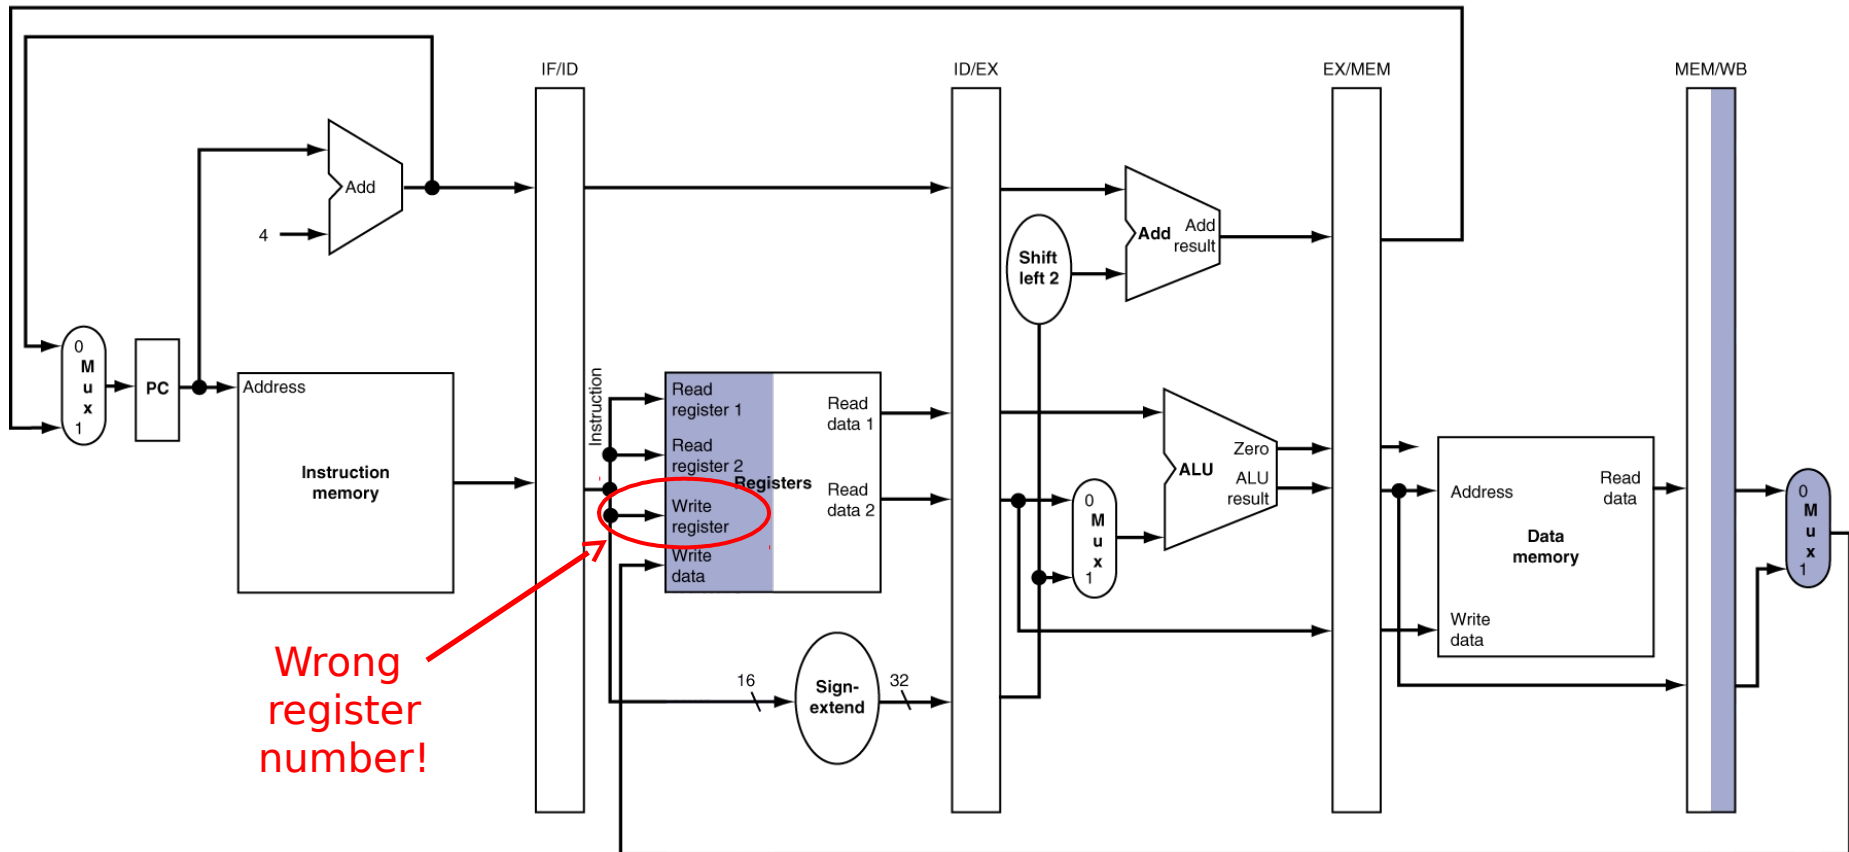 IF/ID
ID/EX
EX/MEM
MEM/WB
Add
4
Shift
left 2
Add
Add
result
0
M
u
x
1
PC
Address
Instruction
memory
Instruction
Read
register 1
Read
register 2
Registers
Write
register
Write
data
Read
data 1
Read
data 2
0
M
u
x
1
ALU
Zero
ALU
result
Address
Read
data
Data
memory
Write
data
0
M
u
x
1
16
Sign-
extend
32
Wrong
register
number!